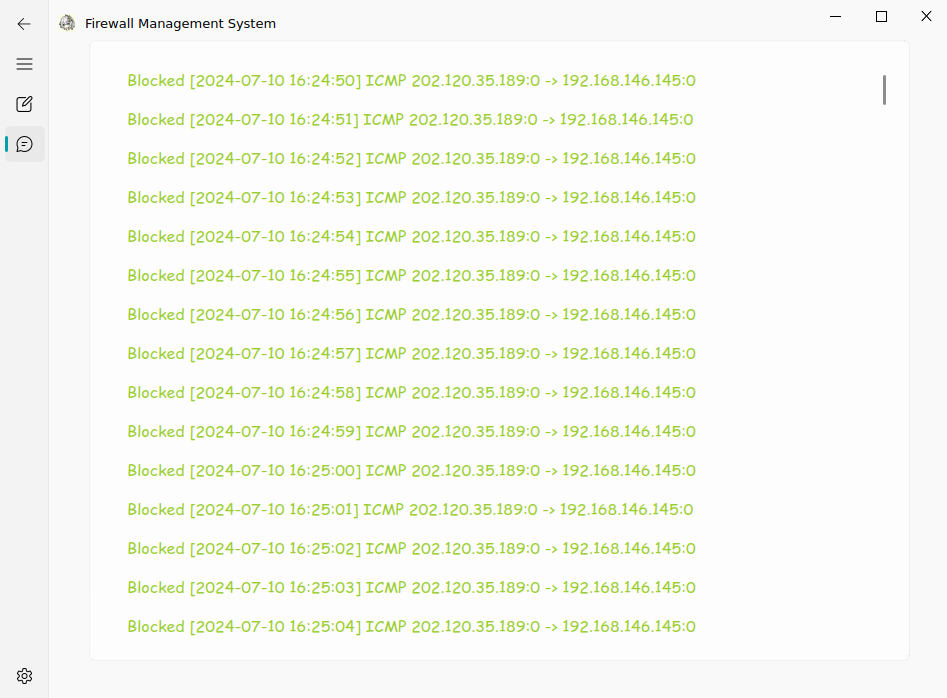 Firewall Management System
Blocked [2024-07-10 16:24:50] ICMP 202.120.35.189:0 -> 192.168.146.145:0
Blocked [2024-07-10 16:24:51] ICMP 202.120.35.189:0 -> 192.168.146.145:0
Blocked [2024-07-10 16:24:52] ICMP 202.120.35.189:0 -> 192.168.146.145:0
Blocked [2024-07-10 16:24:53] ICMP 202.120.35.189:0 -> 192.168.146.145:0
Blocked [2024-07-10 16:24:54] ICMP 202.120.35.189:0 -> 192.168.146.145:0
Blocked [2024-07-10 16:24:55] ICMP 202.120.35.189:0 -> 192.168.146.145:0
Blocked [2024-07-10 16:24:56] ICMP 202.120.35.189:0 -> 192.168.146.145:0
Blocked [2024-07-10 16:24:57] ICMP 202.120.35.189:0 -> 192.168.146.145:0
Blocked [2024-07-10 16:24:58] ICMP 202.120.35.189:0 -> 192.168.146.145:0
Blocked [2024-07-10 16:24:59] ICMP 202.120.35.189:0 -> 192.168.146.145:0
Blocked [2024-07-10 16:25:00] ICMP 202.120.35.189:0 -> 192.168.146.145:0
Blocked [2024-07-10 16:25:01] ICMP 202.120.35.189:0 -> 192.168.146.145:0
Blocked [2024-07-10 16:25:02] ICMP 202.120.35.189:0 -> 192.168.146.145:0
Blocked [2024-07-10 16:25:03] ICMP 202.120.35.189:0 -> 192.168.146.145:0
Blocked [2024-07-10 16:25:04] ICMP 202.120.35.189:0 -> 192.168.146.145:0